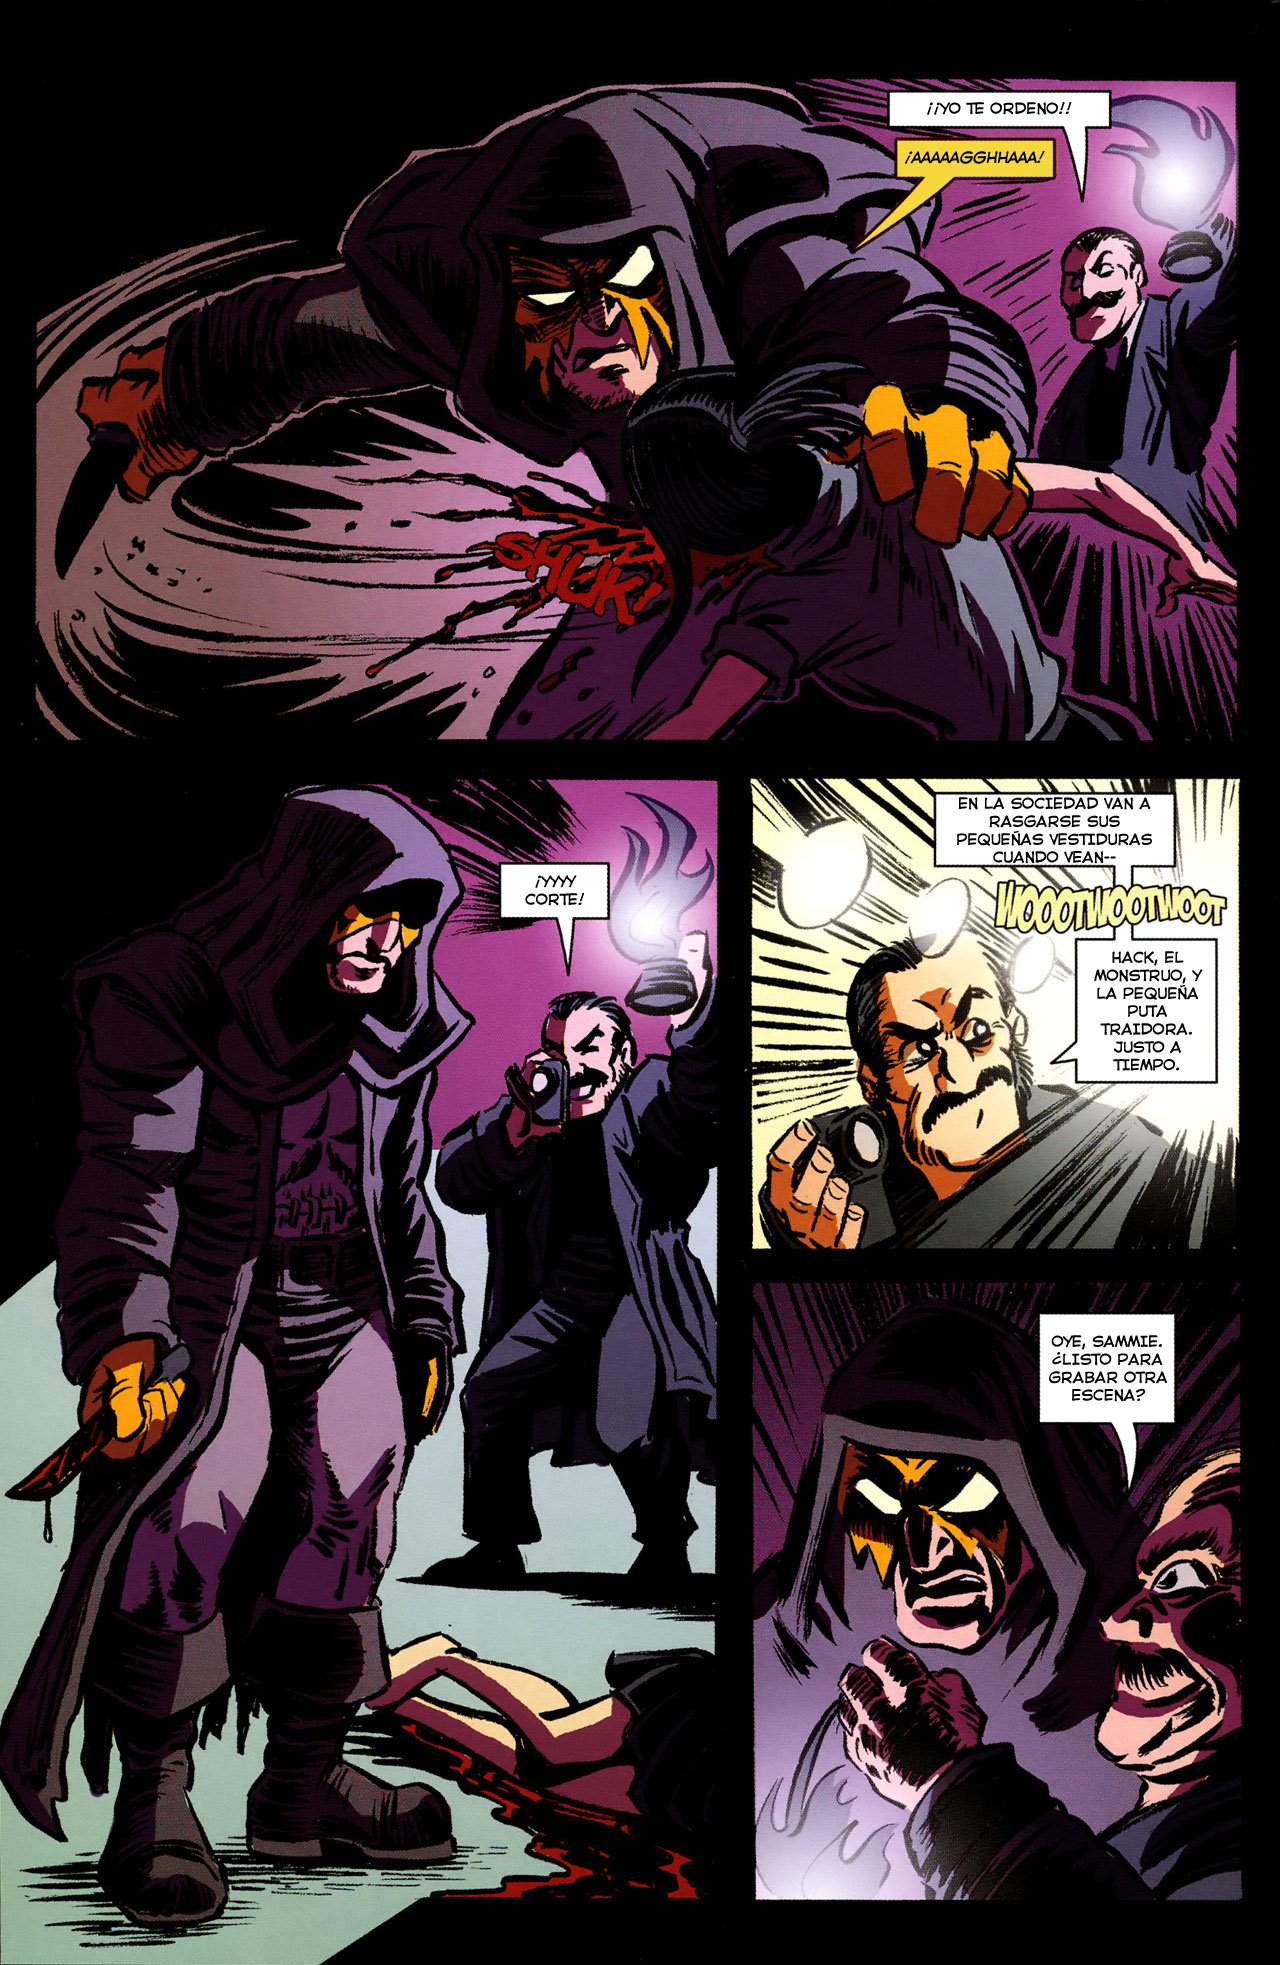 ¡¡YO TE ORDENO!!
¡AAAAAGGHHAAA!
SHUK!
¡YYYY
CORTE!
EN LA SOCIEDAD VAN A
RASGARSE SUS
PEQUEÑAS VESTIDURAS
CUANDO VEAN--
WOOOTWOOTWOOT
HACK, EL
MONSTRUO, Y
LA PEQUEÑA
PUTA
TRAIDORA.
JUSTO A
TIEMPO.
OYE, SAMMIE.
¿LISTO PARA
GRABAR OTRA
ESCENA?